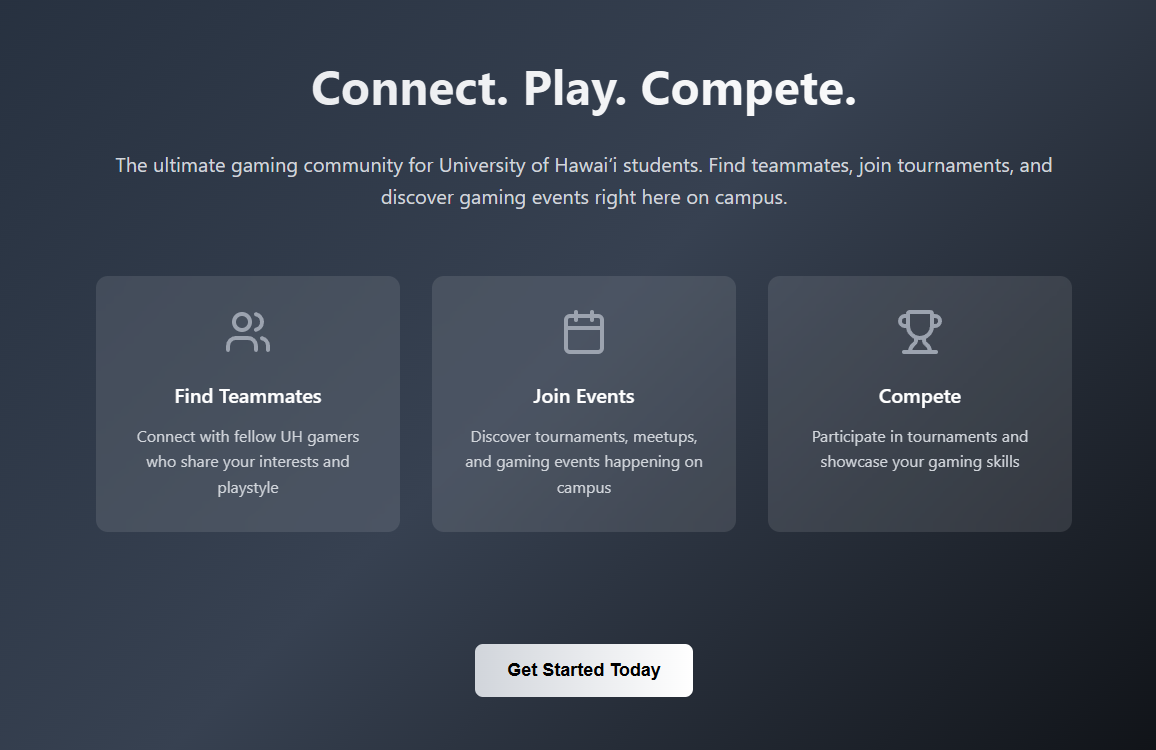 Connect. Play. Compete.
The ultimate gaming community for University of Hawaiʻi students. Find teammates, join tournaments, and
discover gaming events right here on campus.
Find Teammates
Connect with fellow UH gamers
who share your interests and
playstyle
Join Events
Discover tournaments, meetups,
and gaming events happening on
campus
Compete
Participate in tournaments and
showcase your gaming skills
Get Started Today